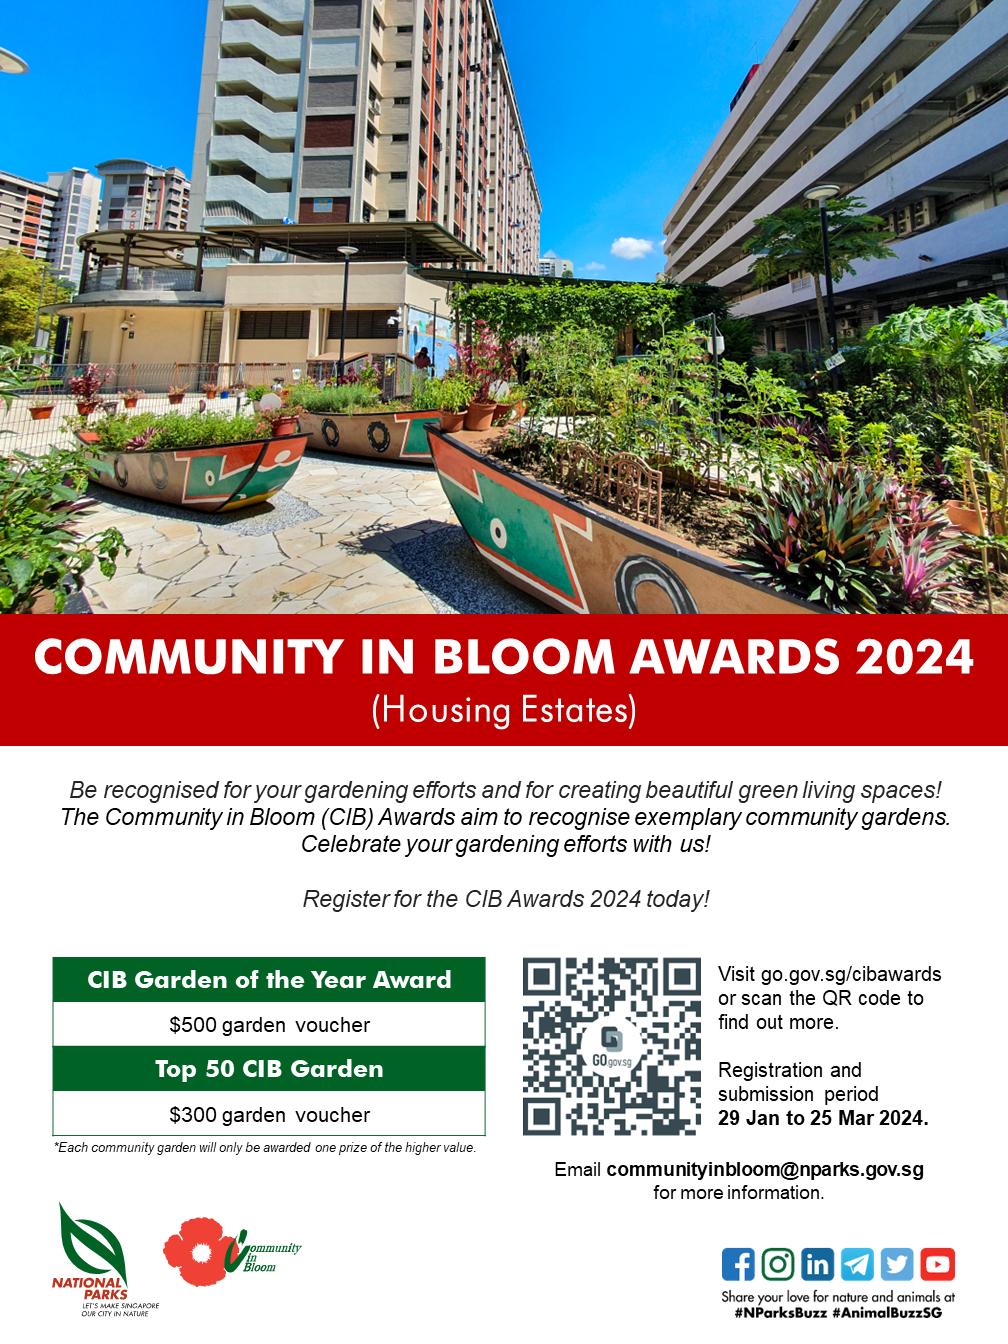 COMMUNITY IN BLOOM AWARDS 2024
(Housing Estates)
Be recognised for your gardening efforts and for creating beautiful green living spaces!
The Community in Bloom (CIB) Awards aim to recognise exemplary community gardens.
Celebrate your gardening efforts with us!
Register for the CIB Awards 2024 today!
CIB Garden of the Year Award
$500 garden voucher
Top 50 CIB Garden
$300 garden voucher
*Each community garden will only be awarded one prize of the higher value.
GO.gov.sg
Visit go.gov.sg/cibawards
or scan the QR code to
find out more.
Registration and
submission period
29 Jan to 25 Mar 2024.
Email communityinbloom@nparks.gov.sg
for more information.
NATIONAL
PARKS
LET'S MAKE SINGAPORE
OUR CITY IN NATURE
Community
in
Bloom
Share your love for nature and animals at
#NParksBuzz #AnimalBuzzSG